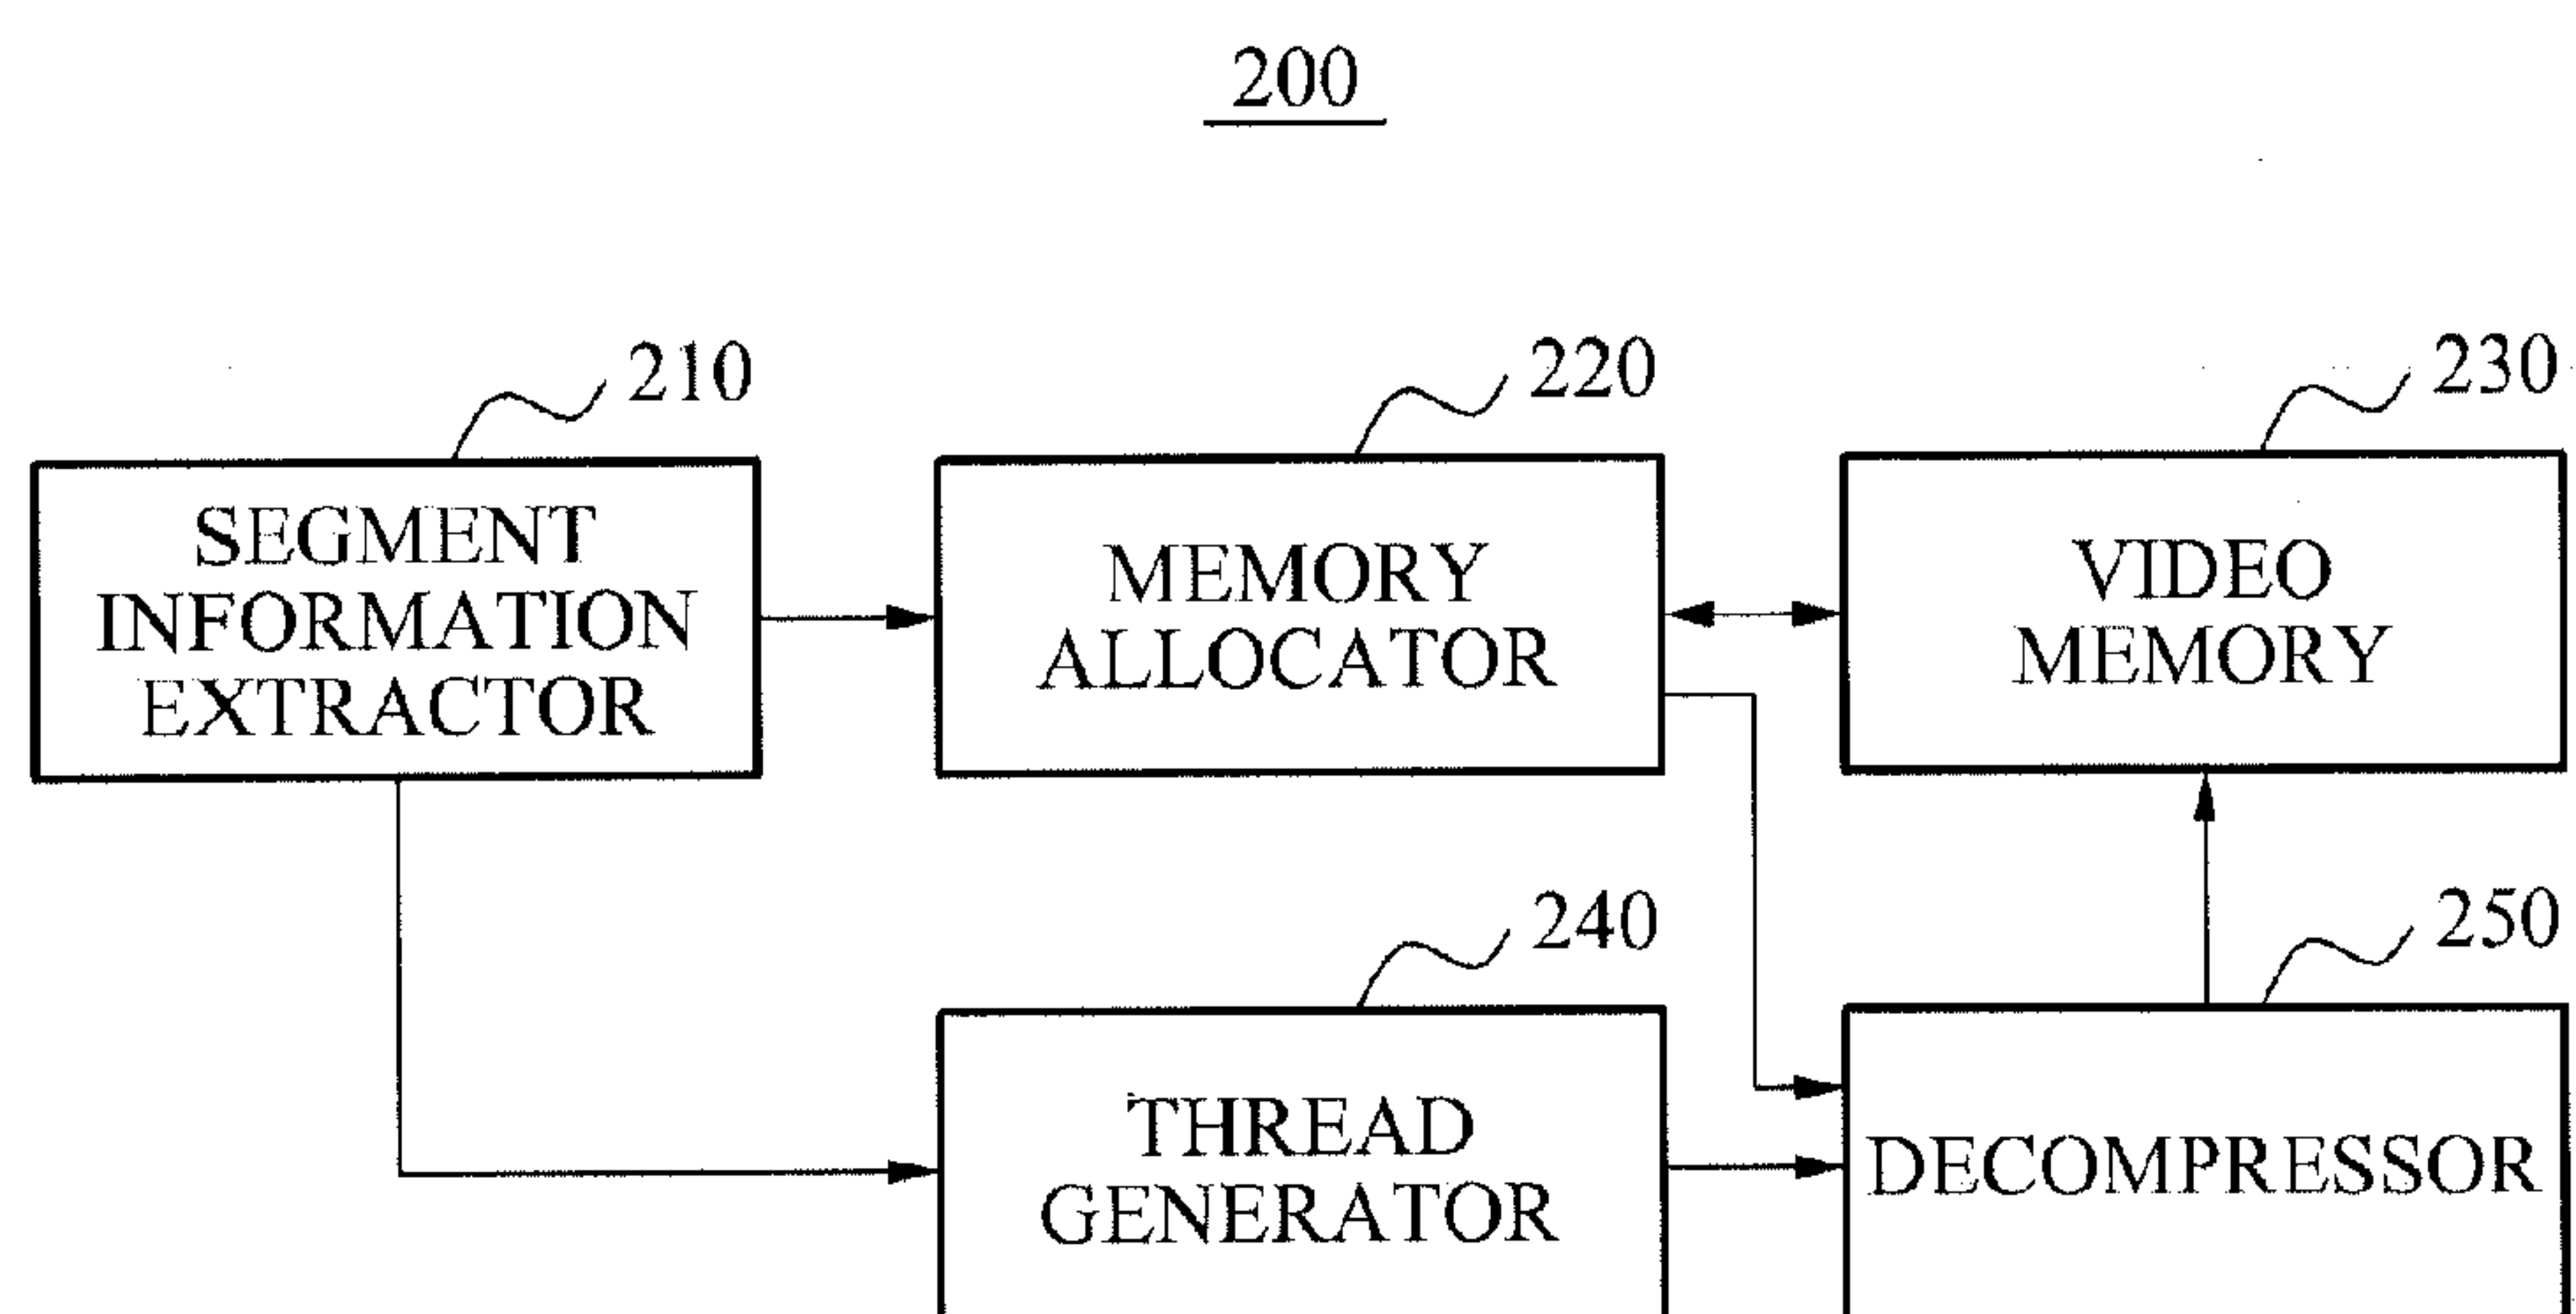 200
210
220
230
SEGMENT
INFORMATION
EXTRACTOR
MEMORY
ALLOCATOR
VIDEO
MEMORY
240
250
THREAD
GENERATOR
DECOMPRESSOR